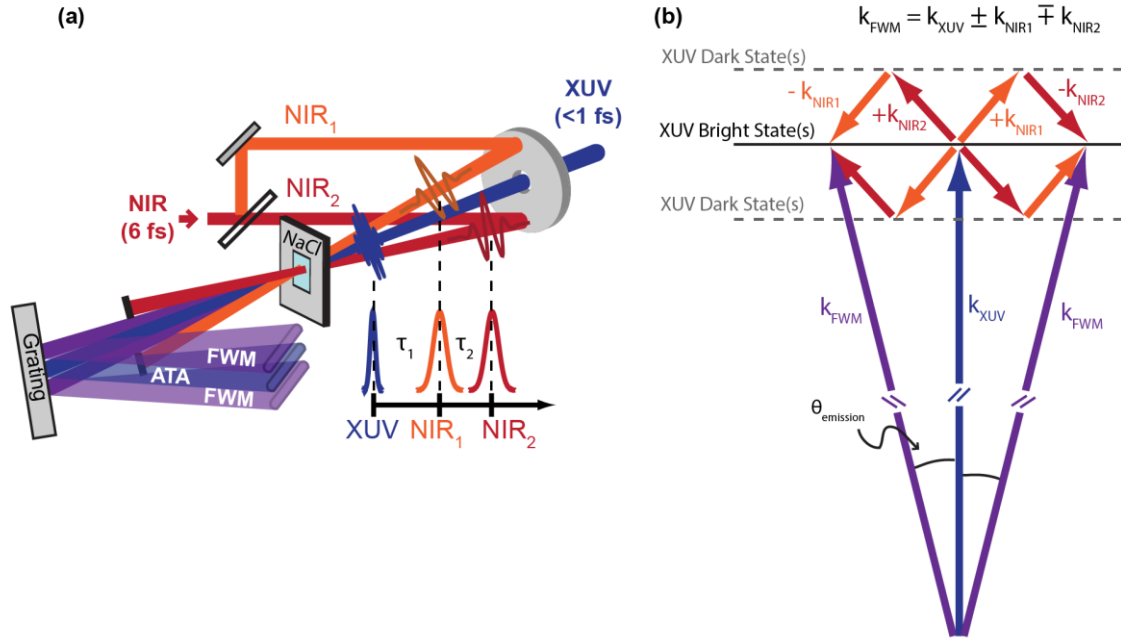 (a)
NIR₁
XUV
(<1 fs)
NIR₂
NIR
(6 fs)
NaCl
Grating
FWM
ATA
FWM
τ₁
τ₂
XUV
NIR₁
NIR₂
(b)
k_FWM = k_XUV ± k_NIR1 ∓ k_NIR2
XUV Dark State(s)
- k_NIR1
+k_NIR2
+k_NIR1
-k_NIR2
XUV Bright State(s)
XUV Dark State(s)
k_FWM
k_XUV
k_FWM
θ_emission